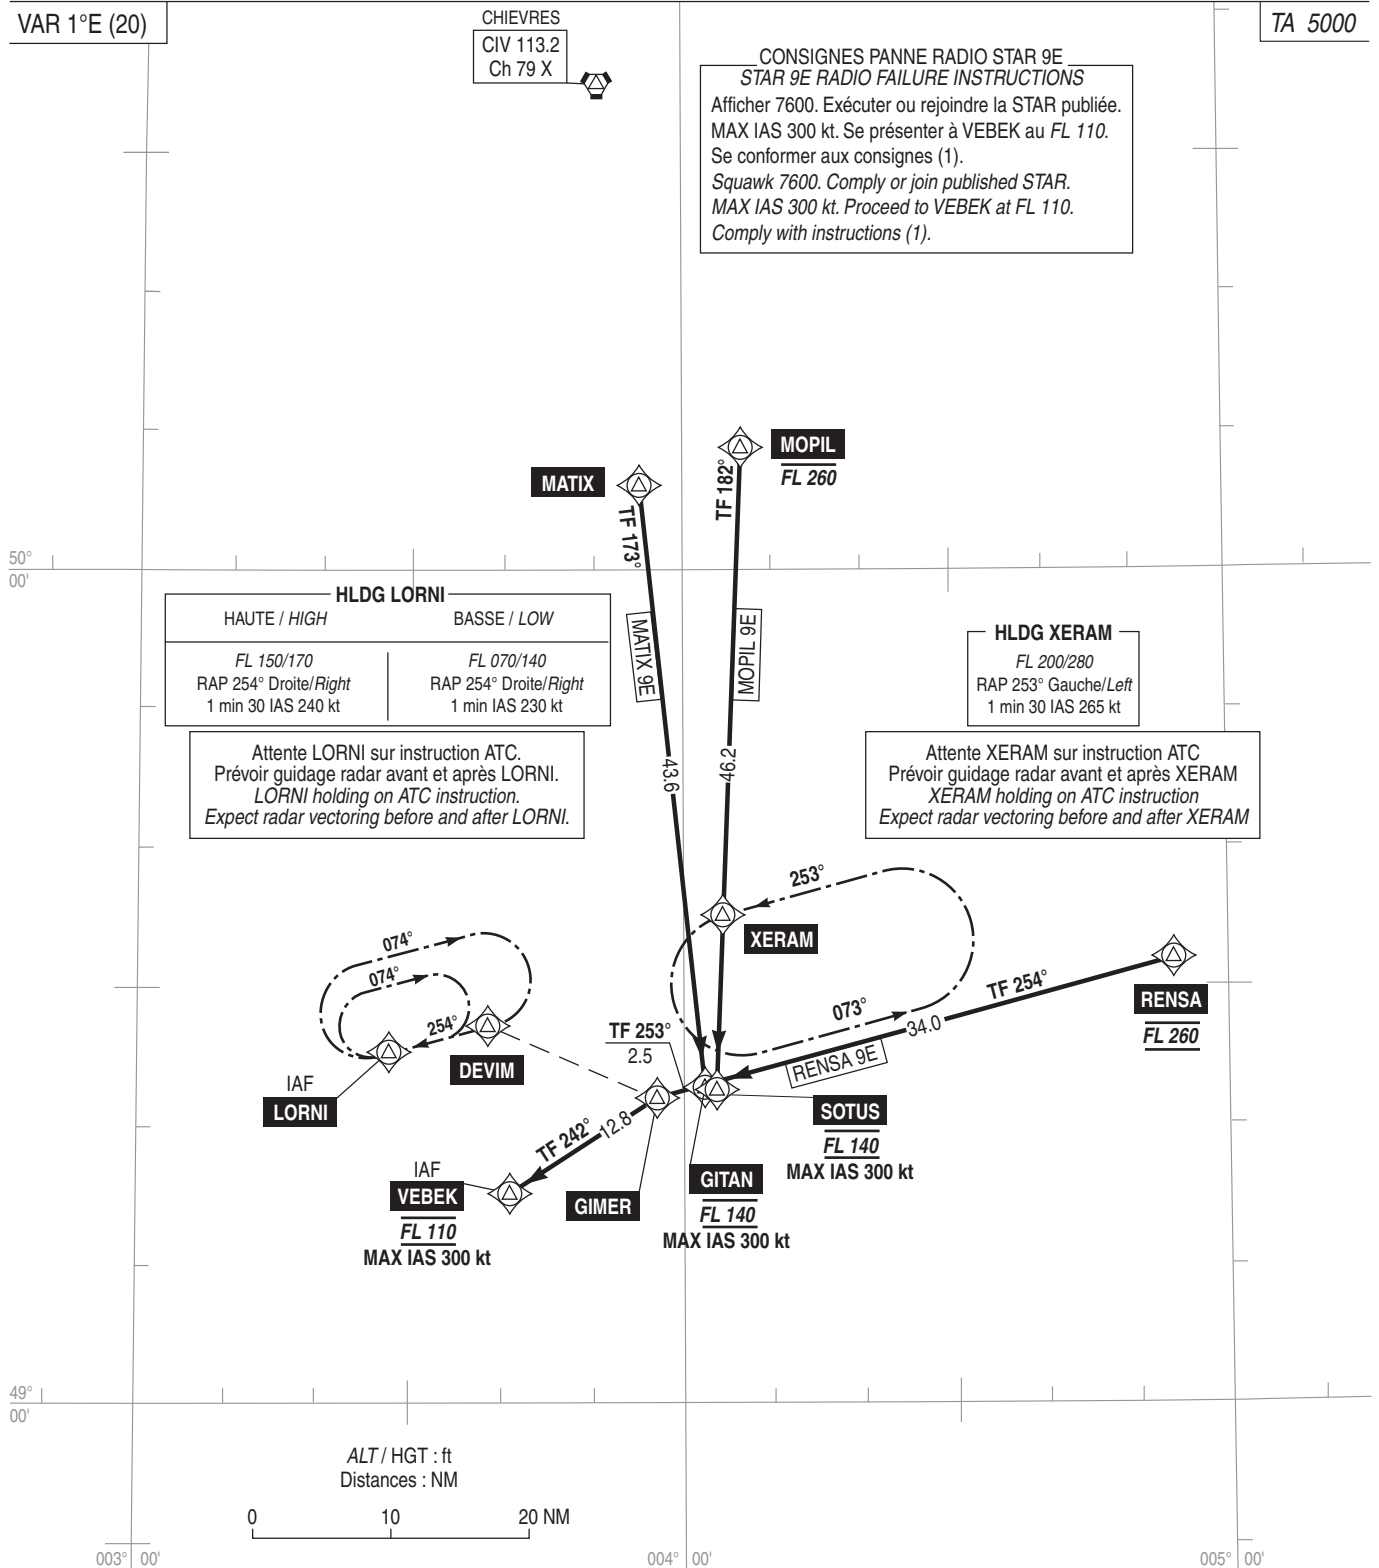 VAR 1°E (20)
CHIEVRES
CIV 113.2
Ch 79 X
TA 5000
CONSIGNES PANNE RADIO STAR 9E
STAR 9E RADIO FAILURE INSTRUCTIONS
Afficher 7600. Exécuter ou rejoindre la STAR publiée.
MAX IAS 300 kt. Se présenter à VEBEK au FL 110.
Se conformer aux consignes (1).
Squawk 7600. Comply or join published STAR.
MAX IAS 300 kt. Proceed to VEBEK at FL 110.
Comply with instructions (1).
MOPIL
FL 260
MATIX
TF 182°
TF 173°
50°
00'
HLDG LORNI
HAUTE / HIGH
BASSE / LOW
FL 150/170
RAP 254° Droite/Right
1 min 30 IAS 240 kt
FL 070/140
RAP 254° Droite/Right
1 min IAS 230 kt
Attente LORNI sur instruction ATC.
Prévoir guidage radar avant et après LORNI.
LORNI holding on ATC instruction.
Expect radar vectoring before and after LORNI.
MATIX 9E
MOPIL 9E
43.6
46.2
HLDG XERAM
FL 200/280
RAP 253° Gauche/Left
1 min 30 IAS 265 kt
Attente XERAM sur instruction ATC
Prévoir guidage radar avant et après XERAM
XERAM holding on ATC instruction
Expect radar vectoring before and after XERAM
253°
XERAM
074°
074°
254°
DEVIM
IAF
LORNI
TF 253°
2.5
073°
TF 254°
34.0
RENSA 9E
RENSA
FL 260
SOTUS
FL 140
MAX IAS 300 kt
TF 242°
12.8
IAF
VEBEK
FL 110
MAX IAS 300 kt
GIMER
GITAN
FL 140
MAX IAS 300 kt
49°
00'
ALT / HGT : ft
Distances : NM
0 10 20 NM
003° 00' 004° 00' 005° 00'